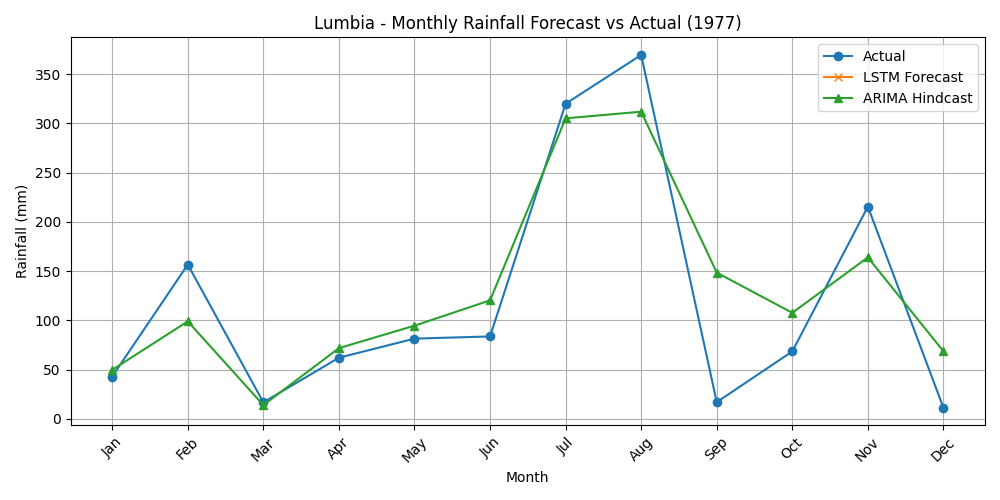 Lumbia - Monthly Rainfall Forecast vs Actual (1977)
Actual
LSTM Forecast
ARIMA Hindcast
Rainfall (mm)
350
300
250
200
150
100
50
0
Jan
Feb
Mar
Apr
May
Jun
Jul
Aug
Sep
Oct
Nov
Dec
Month